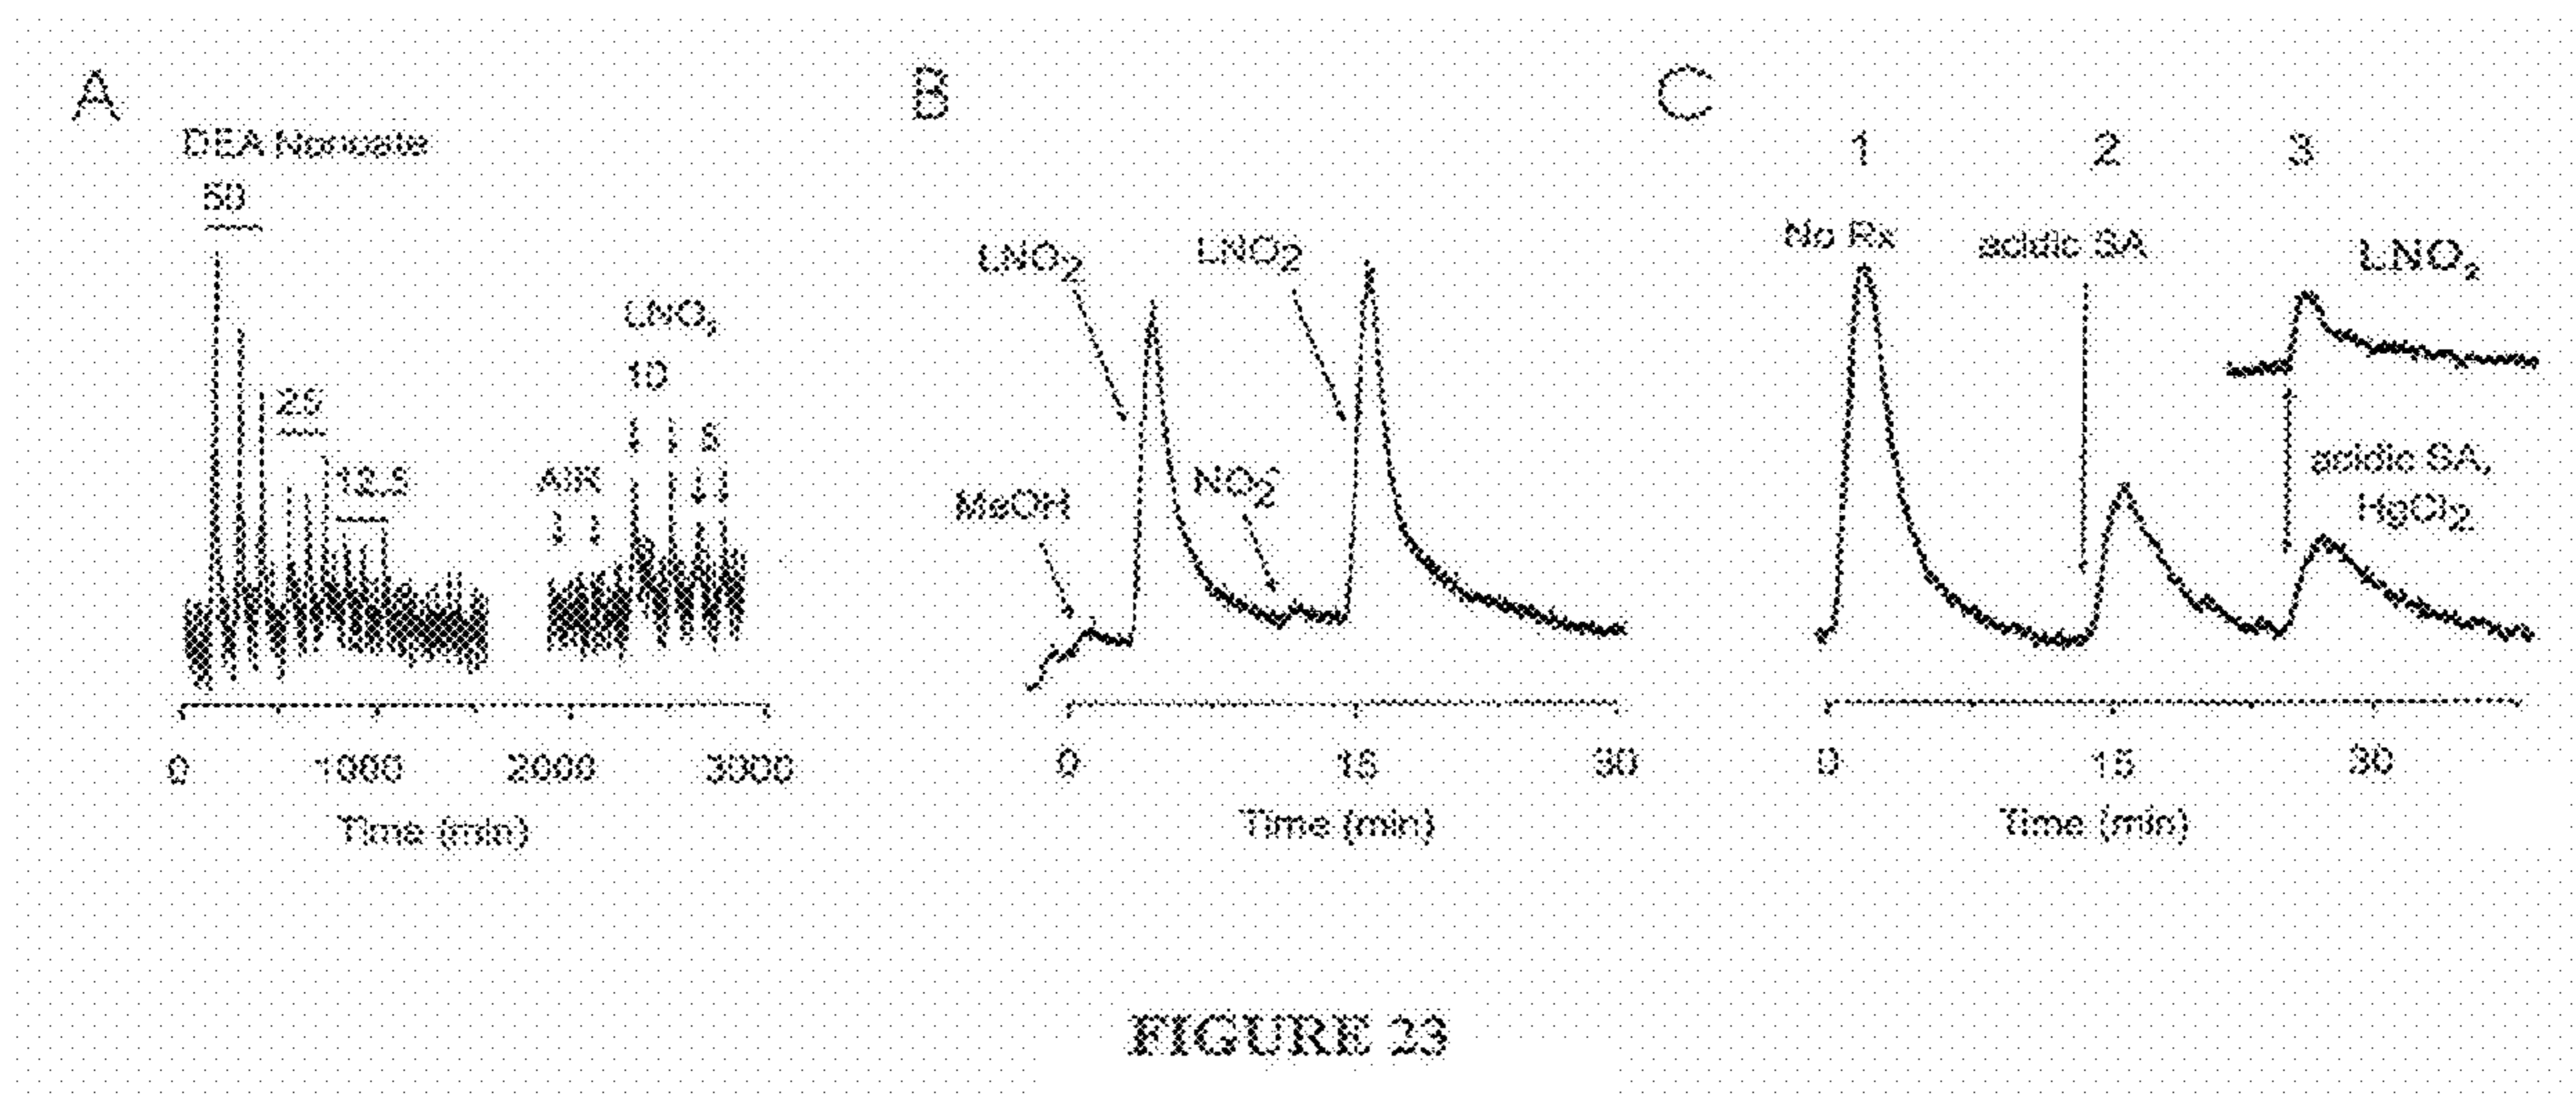 A
DEA Nonoate
50
25
12.5
AIR
LNO₂
10
5
0 1000 2000 3000
Time (min)
B
LNO2
LNO2
MeOH
NO2-
0 15 30
Time (min)
C
1 2 3
No Rx
acidic SA
LNO₂
acidic SA,
HgCl2
0 15 30
Time (min)
FIGURE 23